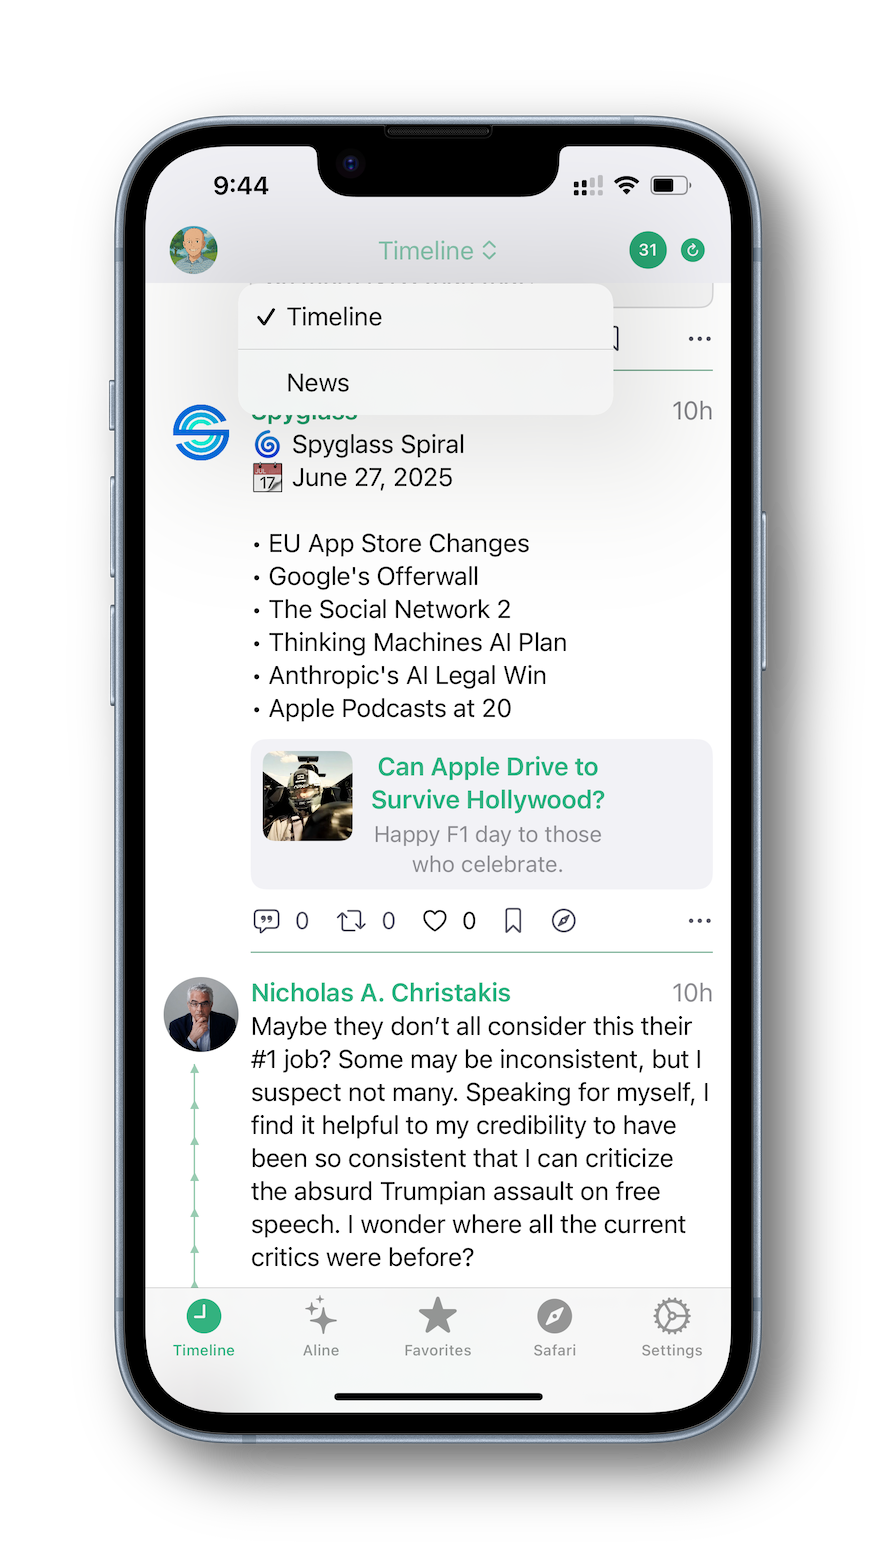 9:44
Timeline
31
Timeline
News
Spyglass
10h
🌀 Spyglass Spiral
JUL
17
June 27, 2025
• EU App Store Changes
• Google's Offerwall
• The Social Network 2
• Thinking Machines AI Plan
• Anthropic's AI Legal Win
• Apple Podcasts at 20
Can Apple Drive to
Survive Hollywood?
Happy F1 day to those
who celebrate.
0 0 0
Nicholas A. Christakis
10h
Maybe they don’t all consider this their
#1 job? Some may be inconsistent, but I
suspect not many. Speaking for myself, I
find it helpful to my credibility to have
been so consistent that I can criticize
the absurd Trumpian assault on free
speech. I wonder where all the current
critics were before?
Timeline
Aline
Favorites
Safari
Settings